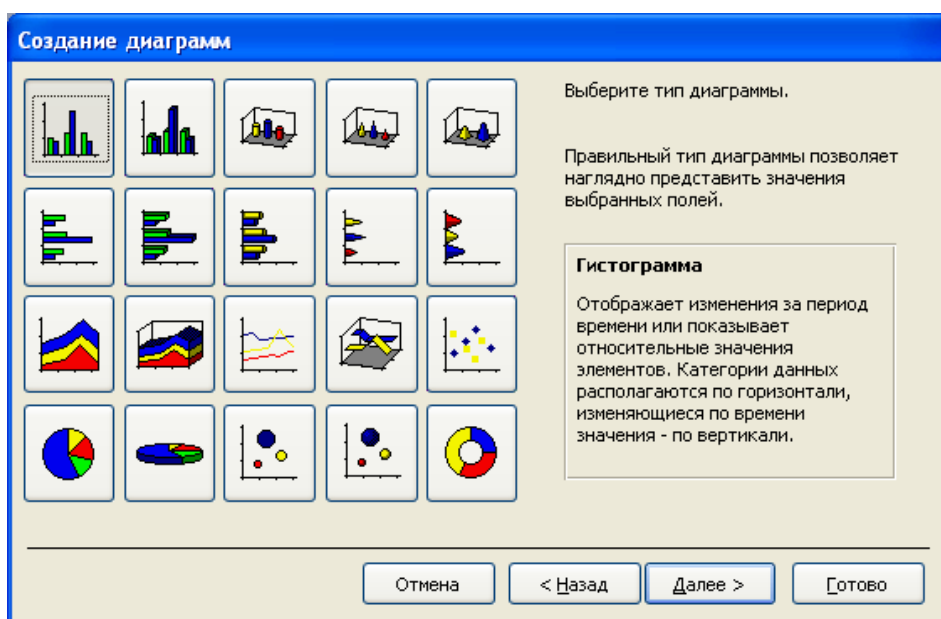 Создание диаграмм
Выберите тип диаграммы.
Правильный тип диаграммы позволяет
наглядно представить значения
выбранных полей.
Гистограмма
Отображает изменения за период
времени или показывает
относительные значения
элементов. Категории данных
располагаются по горизонтали,
изменяющиеся по времени
значения - по вертикали.
Отмена
< Назад
Далее >
Готово